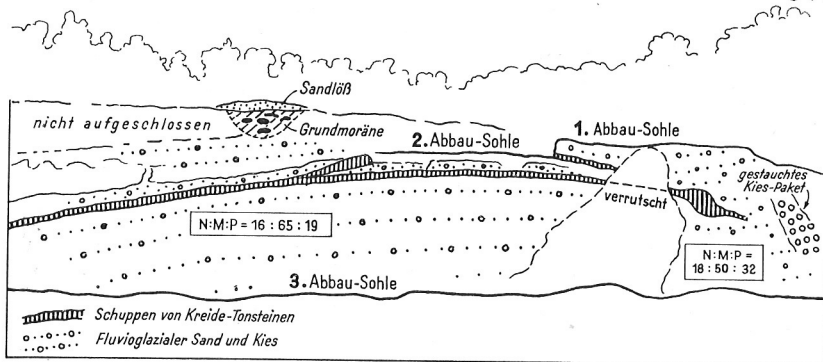 Sandlöß
nicht aufgeschlossen
Grundmoräne
2. Abbau-Sohle
1. Abbau-Sohle
gestauchtes
Kies-Paket
verrutscht
N:M:P = 16 : 65 : 19
N:M:P =
18 : 50 : 32
3. Abbau-Sohle
Schuppen von Kreide-Tonsteinen
Fluvioglazialer Sand und Kies